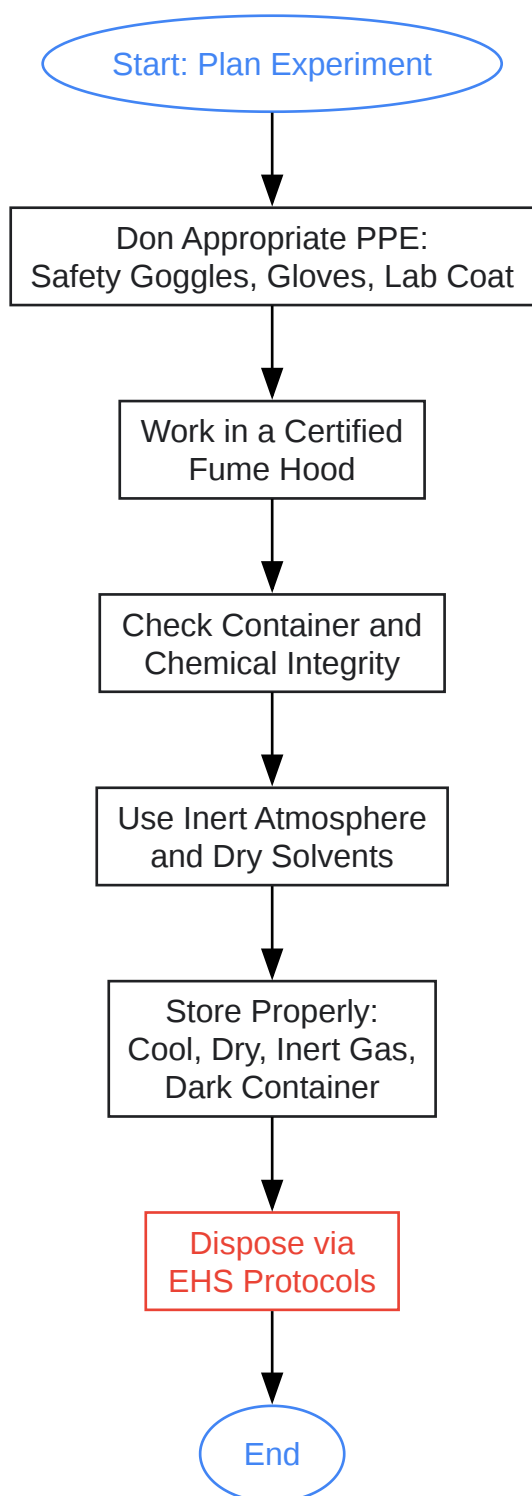 Start: Plan Experiment
Don Appropriate PPE:
Safety Goggles, Gloves, Lab Coat
Work in a Certified
Fume Hood
Check Container and
Chemical Integrity
Use Inert Atmosphere
and Dry Solvents
Store Properly:
Cool, Dry, Inert Gas,
Dark Container
Dispose via
EHS Protocols
End